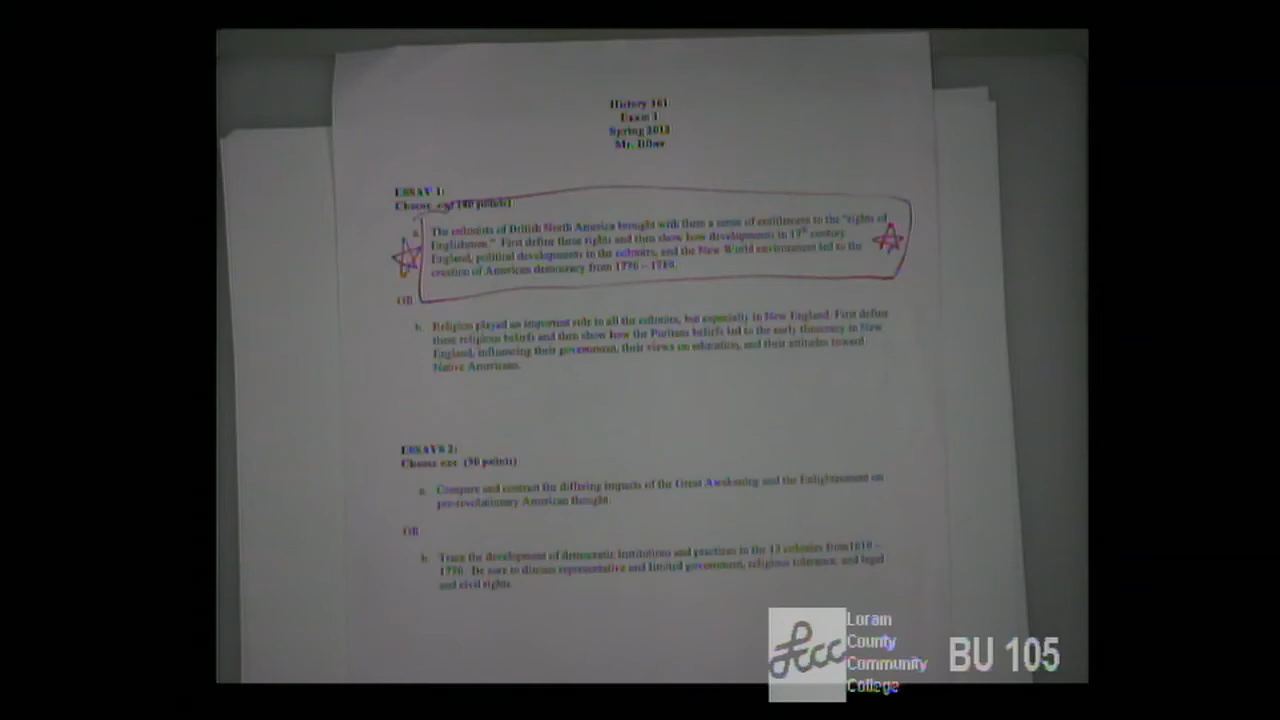 History 161
Exam 1
Spring 2012
Mr.
ESSAY 1:
Choose one (40 points)
a. The colonists of British North America brought with them a sense of entitlement to the "rights of
Englishmen." First define these rights and then show how developments in 17th century
England, political developments in the colonies, and the New World environment led to the
creation of American democracy from 1776 –
OR
b. Religion played an important role in all the colonies, but especially in New England. First define
these religious beliefs and then show how the Puritans beliefs led to the early theocracy in New
England, influencing their government, their views on education, and their attitudes toward
Native Americans.
ESSAYS 2:
Choose one (30 points)
a. Compare and contrast the differing impacts of the Great Awakening and the Enlightenment on
pre-revolutionary American thought.
OR
b. Trace the development of democratic institutions and practices in the 13 colonies from 1610 –
1776. Be sure to discuss representative and limited government, religious tolerance, and legal
and civil rights.
lccc
Lorain
County
Community
College
BU 105